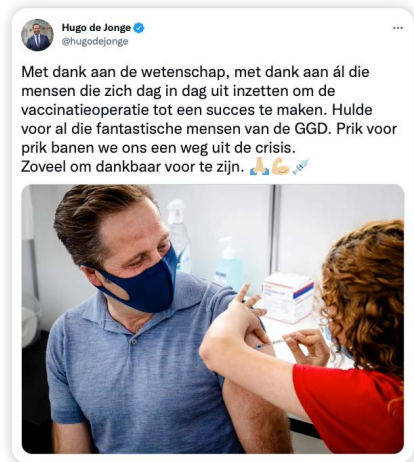 Hugo de Jonge
@hugodejonge
Met dank aan de wetenschap, met dank aan ál die
mensen die zich dag in dag uit inzetten om de
vaccinatieoperatie tot een succes te maken. Hulde
voor al die fantastische mensen van de GGD. Prik voor
prik banen we ons een weg uit de crisis.
Zoveel om dankbaar voor te zijn. 🙏🏼💪🏼💉